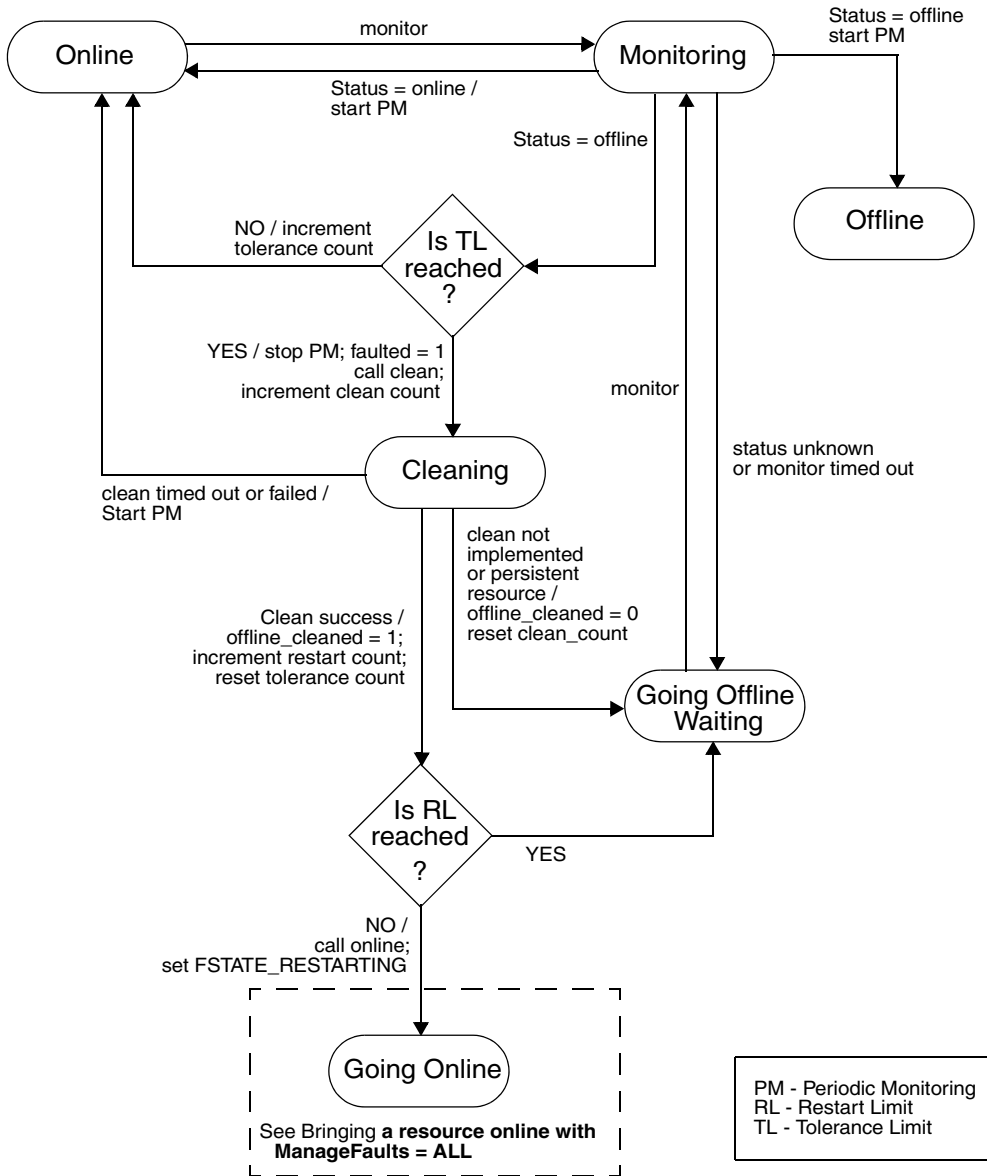 Online
monitor
Monitoring
Status = offline
start PM
Status = online /
start PM
Status = offline
Offline
NO / increment
tolerance count
Is TL
reached
?
YES / stop PM; faulted = 1
call clean;
increment clean count
monitor
status unknown
or monitor timed out
Cleaning
clean timed out or failed /
Start PM
clean not
implemented
or persistent
resource /
offline_cleaned = 0
reset clean_count
Clean success /
offline_cleaned = 1;
increment restart count;
reset tolerance count
Going Offline
Waiting
Is RL
reached
?
YES
NO /
call online;
set FSTATE_RESTARTING
Going Online
See Bringing a resource online with
ManageFaults = ALL
PM - Periodic Monitoring
RL - Restart Limit
TL - Tolerance Limit